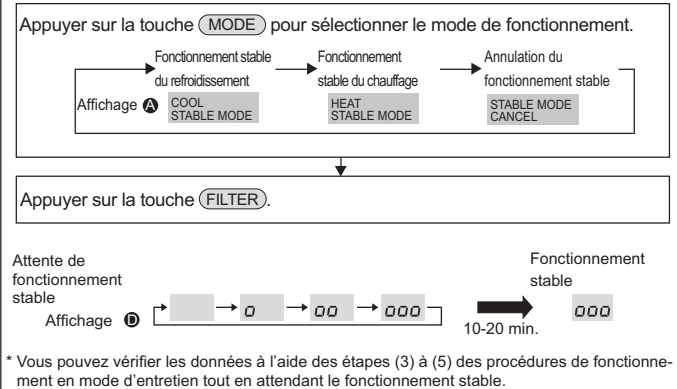 Appuyer sur la touche MODE pour sélectionner le mode de fonctionnement.
Fonctionnement stable
du refroidissement
Fonctionnement
stable du chauffage
Annulation du
fonctionnement stable
Affichage A
COOL
STABLE MODE
HEAT
STABLE MODE
STABLE MODE
CANCEL
Appuyer sur la touche FILTER.
Attente de
fonctionnement
stable
Affichage D
0
00
000
10-20 min.
Fonctionnement
stable
000
* Vous pouvez vérifier les données à l'aide des étapes (3) à (5) des procédures de fonctionne-
ment en mode d'entretien tout en attendant le fonctionnement stable.